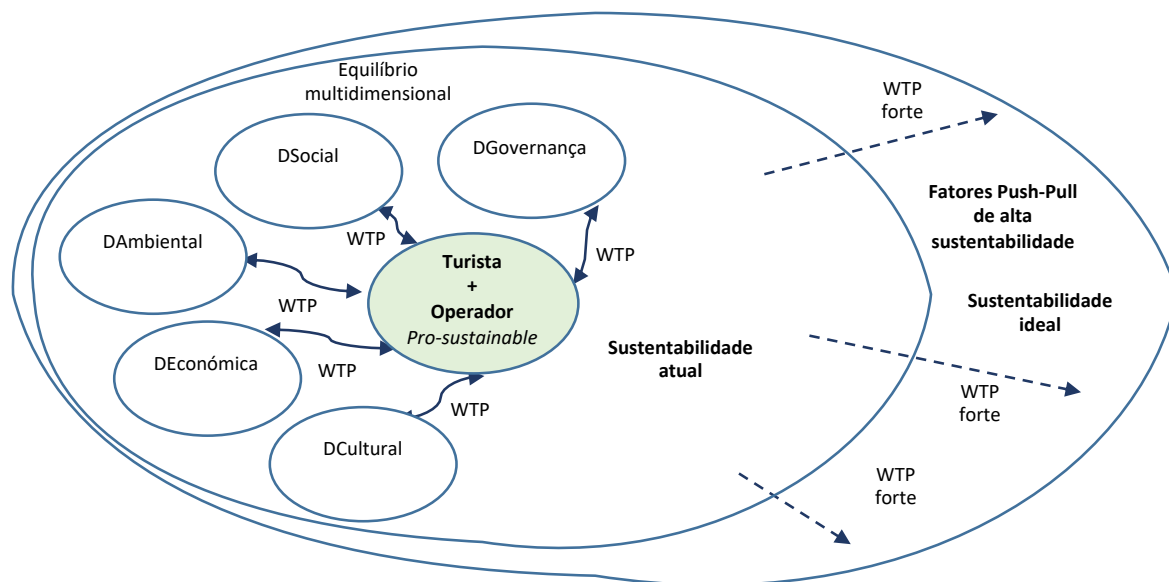 Equilíbrio
multidimensional
WTP
forte
DSocial
DGovernança
Fatores Push-Pull
de alta
sustentabilidade
DAmbiental
WTP
WTP
Turista
+
Operador
Pro-sustainable
WTP
Sustentabilidade
ideal
Sustentabilidade
atual
DEconómica
WTP
WTP
forte
WTP
DCultural
WTP
forte